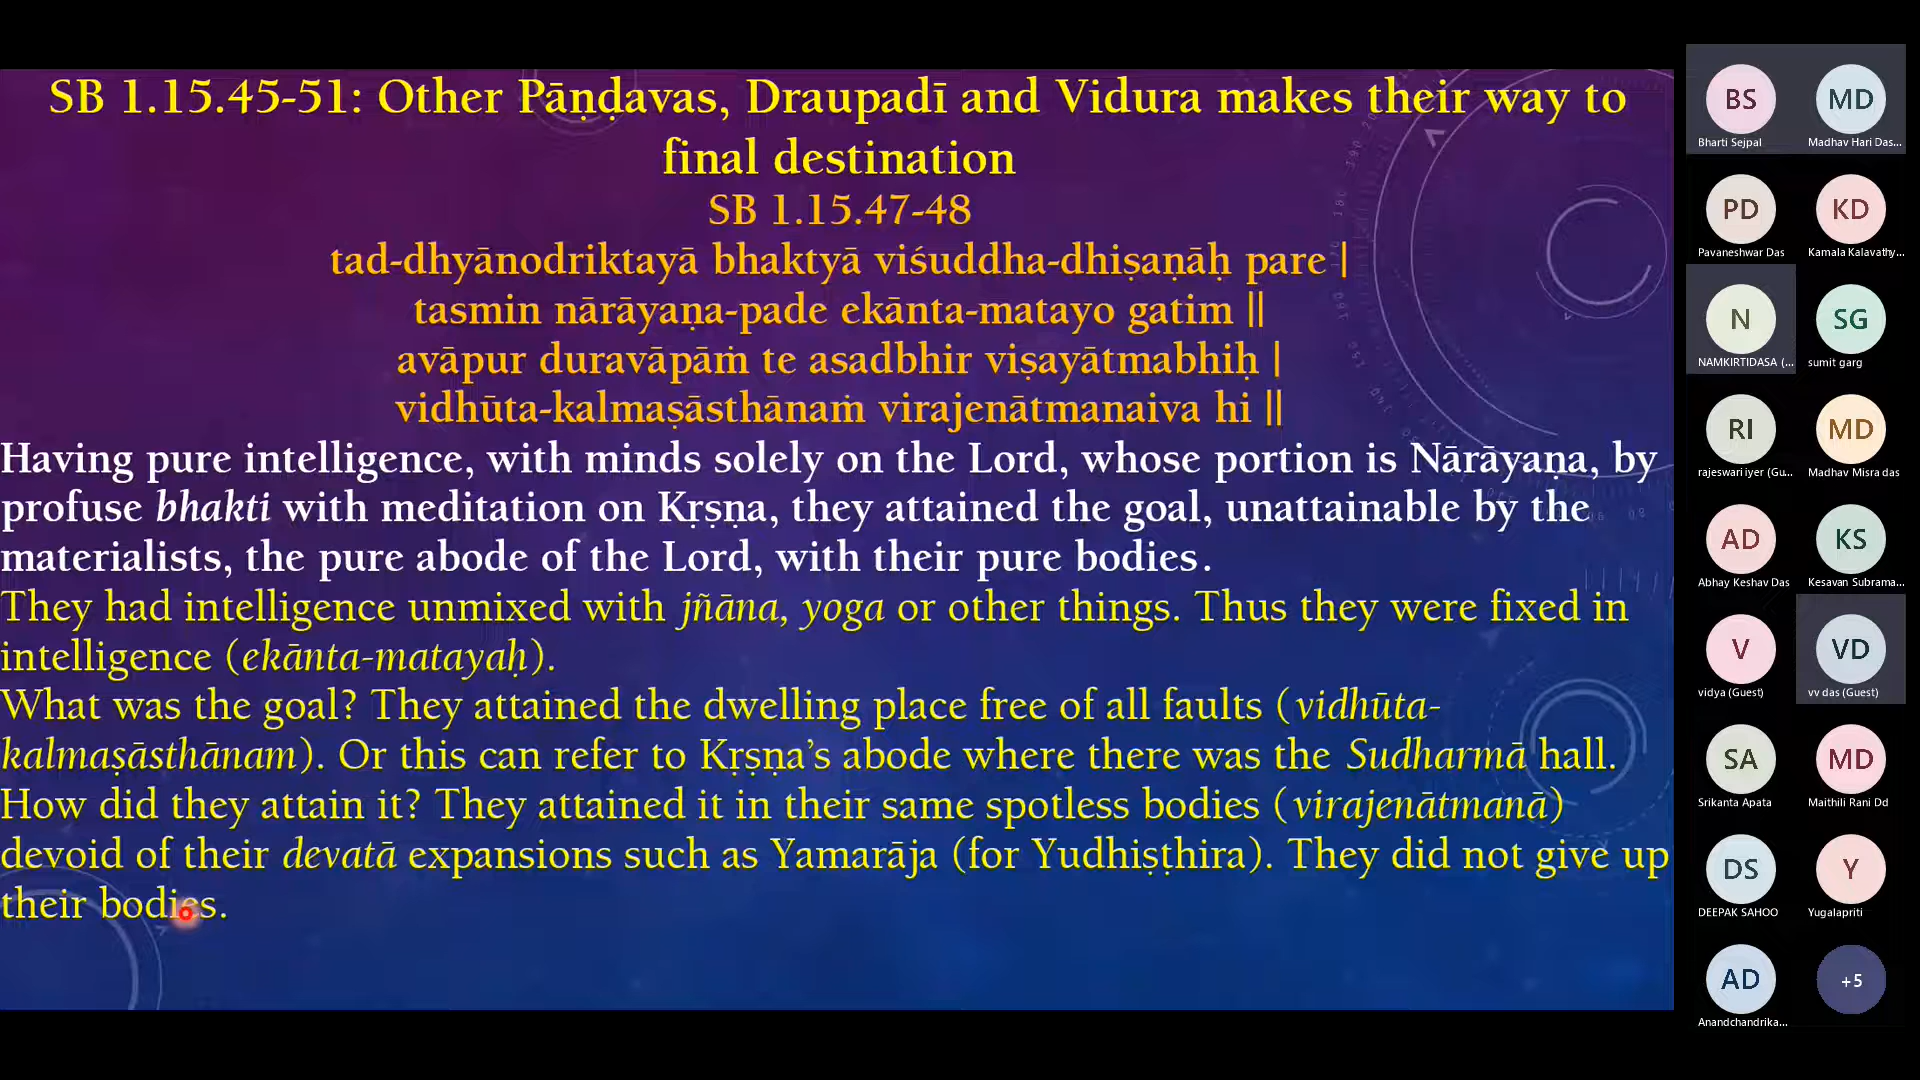 SB 1.15.45-51: Other Pāṇḍavas, Draupadī and Vidura makes their way to
final destination
SB 1.15.47-48
tad-dhyānodriktayā bhaktyā viśuddha-dhiṣaṇāḥ pare |
tasmin nārāyaṇa-pade ekānta-matayo gatim ||
avāpur duravāpāṁ te asadbhir viṣayātmabhiḥ |
vidhūta-kalmaṣāsthānaṁ virajenātmanaiva hi ||
Having pure intelligence, with minds solely on the Lord, whose portion is Nārāyaṇa, by
profuse bhakti with meditation on Kṛṣṇa, they attained the goal, unattainable by the
materialists, the pure abode of the Lord, with their pure bodies.
They had intelligence unmixed with jñāna, yoga or other things. Thus they were fixed in
intelligence (ekānta-matayaḥ).
What was the goal? They attained the dwelling place free of all faults (vidhūta-
kalmaṣāsthānam). Or this can refer to Kṛṣṇa's abode where there was the Sudharmā hall.
How did they attain it? They attained it in their same spotless bodies (virajenātmanā)
devoid of their devatā expansions such as Yamarāja (for Yudhiṣṭhira). They did not give up
their bodies.
BS MD
Bharti Sejpal Madhav Hari Das...
PD KD
Pavaneshwar Das Kamala Kalavathy...
N SG
NAMKIRTIDASA (... sumit garg
RI MD
rajeswari iyer (Gu... Madhav Misra das
AD KS
Abhay Keshav Das Kesavan Subrama...
V VD
vidya (Guest) vv das (Guest)
SA MD
Srikanta Apata Maithili Rani Dd
DS Y
DEEPAK SAHOO Yugalapriti
AD +5
Anandchandrika...